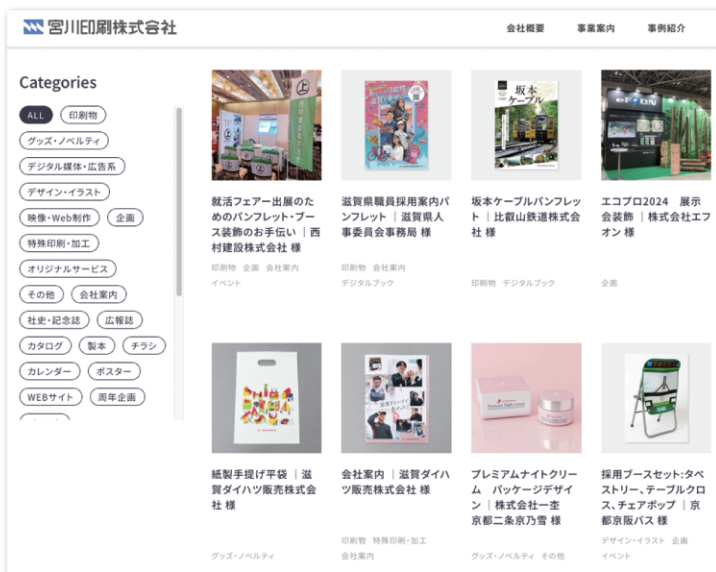 宮川印刷株式会社
会社概要 事業案内 事例紹介
Categories
ALL 印刷物
グッズ・ノベルティ
デジタル媒体・広告系
デザイン・イラスト
映像・Web制作 企画
特殊印刷・加工
オリジナルサービス
その他 会社案内
社史・記念誌 広報誌
カタログ 製本 チラシ
カレンダー ポスター
WEBサイト 周年企画
就活フェアー出展のた
めのパンフレット・ブー
ス装飾のお手伝い ｜西
村建設株式会社 様
印刷物 企画 会社案内
イベント
滋賀県職員採用案内パ
ンフレット ｜滋賀県人
事委員会事務局 様
印刷物 会社案内
デジタルブック
坂本
ケーブル
坂本ケーブルパンフレッ
ト ｜比叡山鉄道株式会
社 様
印刷物 デジタルブック
エコプロ2024 展示
会装飾 ｜株式会社エフ
オン 様
企画
紙製手提げ平袋 ｜滋
賀ダイハツ販売株式会
社 様
グッズ・ノベルティ
会社案内 ｜滋賀ダイハ
ツ販売株式会社 様
印刷物 特殊印刷・加工
会社案内
プレミアムナイトクリー
ム パッケージデザイ
ン ｜株式会社一杢
京都二条京乃雪 様
グッズ・ノベルティ その他
採用ブースセット:タペ
ストリー、テーブルクロ
ス、チェアポップ ｜京
都京阪バス 様
デザイン・イラスト 企画
イベント